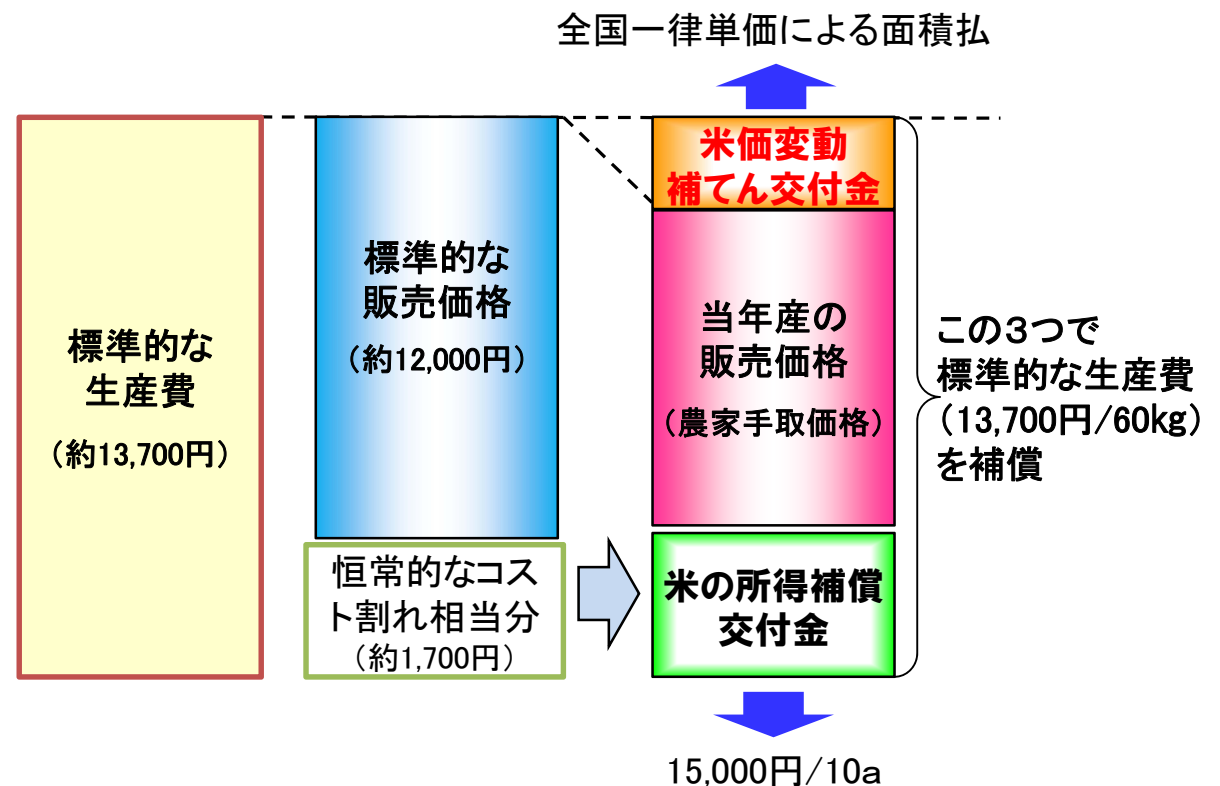 全国一律単価による面積払
標準的な
生産費
（約13,700円）
標準的な
販売価格
（約12,000円）
恒常的なコス
ト割れ相当分
（約1,700円）
米価変動
補てん交付金
当年産の
販売価格
（農家手取価格）
米の所得補償
交付金
15,000円/10a
この３つで
標準的な生産費
（13,700円/60kg）
を補償